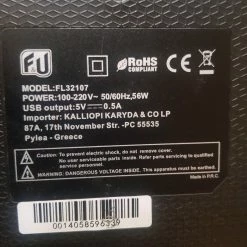 FU
RoHS
COMPLIANT
MODEL:FL32107
POWER:100-220V~ 50/60Hz,56W
USB output:5V⎓0.5A
Importer: KALLIOPI KARYDA & CO LP
87A, 17th November Str. -PC 55535
Pylea - Greece
CAUTION: To prevent electric shock, do not remove cover.
No user serviceable parts inside.
Refer servicing to qualified service personnel.
WARNING: DANGEROUS VOLTAGE INSIDE. This apparatus must be earthed.
Made in P.R.C.
0014058596339